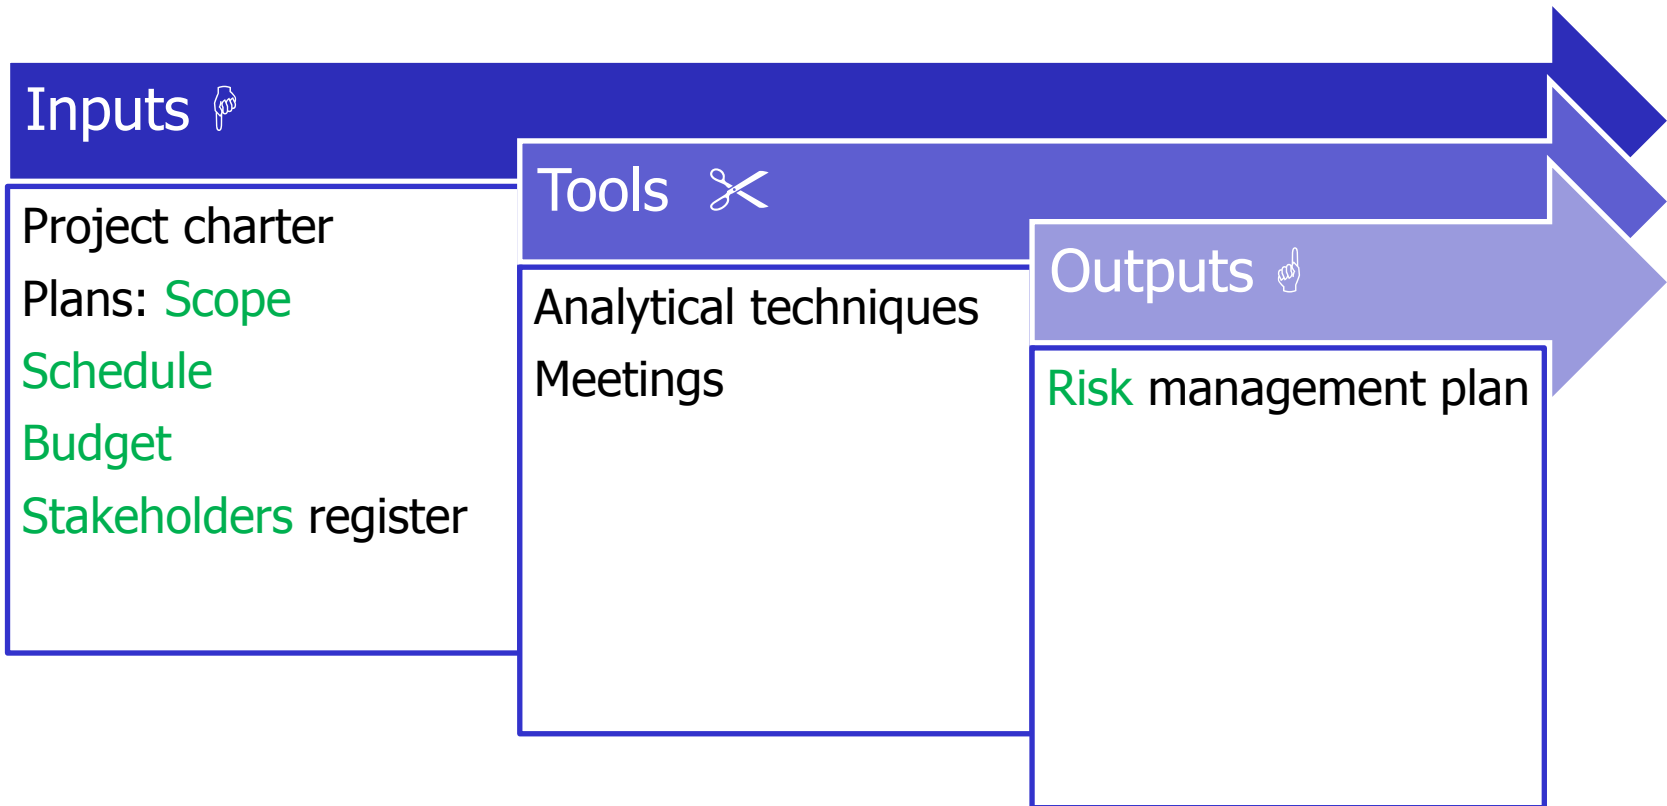 Inputs ☟
Project charter
Plans: Scope
Schedule
Budget
Stakeholders register
Tools ✂
Analytical techniques
Meetings
Outputs ☝
Risk management plan